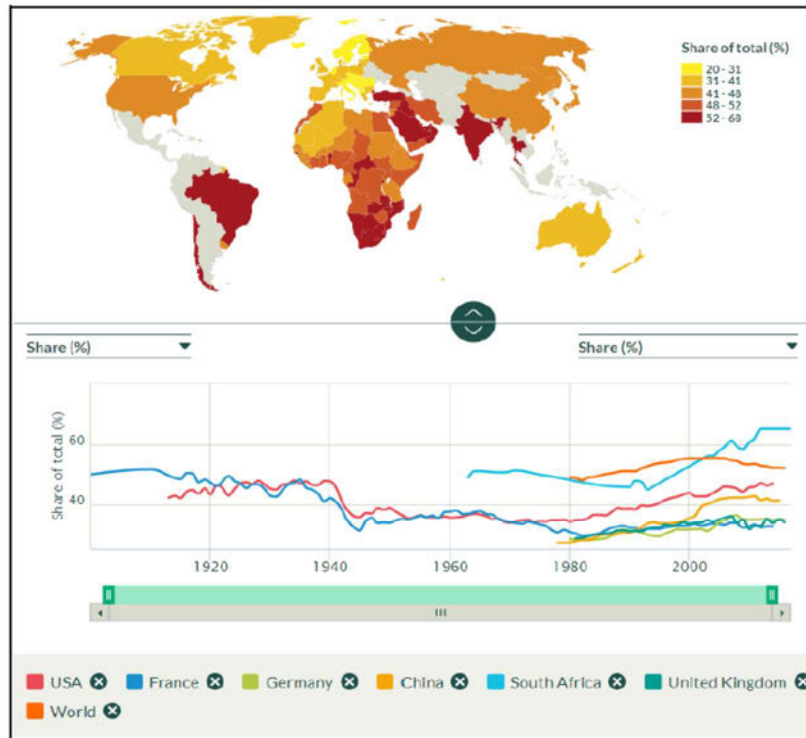 Share of total (%)
20 - 31
31 - 41
41 - 48
48 - 52
52 - 68
Share (%)
Share (%)
Share of total (%)
60
40
1920
1940
1960
1980
2000
USA
France
Germany
China
South Africa
United Kingdom
World